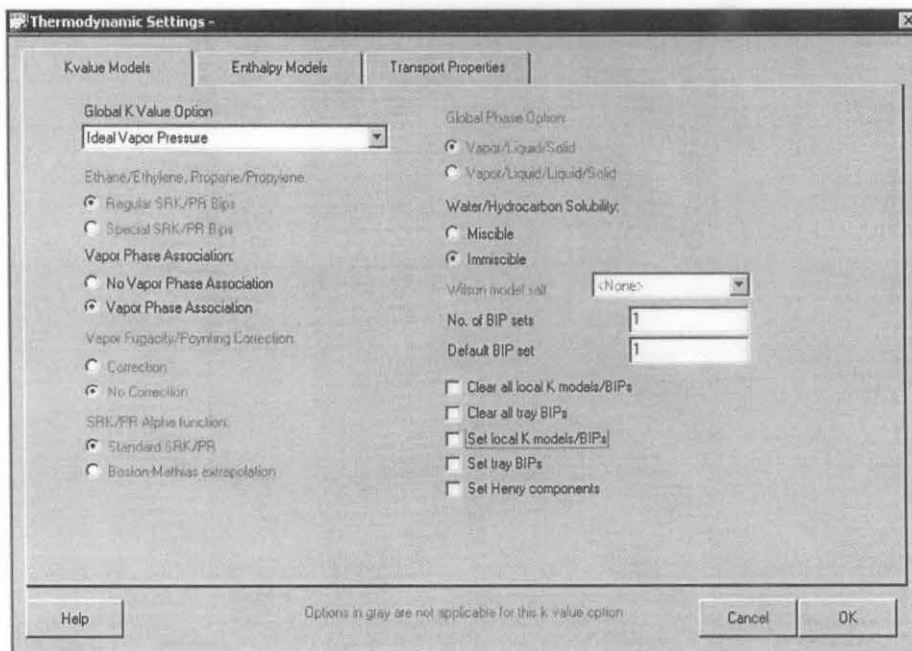 Thermodynamic Settings -
Kvalue Models
Enthalpy Models
Transport Properties
Global K Value Option
Ideal Vapor Pressure
Ethane/Ethylene, Propane/Propylene:
Regular SRK/PR Bips
Special SRK/PR Bips
Vapor Phase Association:
No Vapor Phase Association
Vapor Phase Association
Vapor Fugacity/Poynting Correction:
Correction
No Correction
SRK/PR Alpha function:
Standard SRK/PR
Boston-Mathias extrapolation
Global Phase Option:
Vapor/Liquid/Solid
Vapor/Liquid/Liquid/Solid
Water/Hydrocarbon Solubility:
Miscible
Immiscible
Wilson model salt
<None>
No. of BIP sets
1
Default BIP set
1
Clear all local K models/BIPs
Clear all tray BIPs
Set local K models/BIPs
Set tray BIPs
Set Henry components
Help
Options in gray are not applicable for this k value option
Cancel
OK